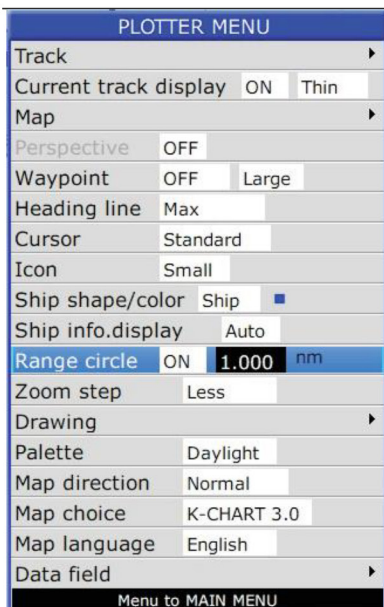 PLOTTER MENU
Track
Current track display ON Thin
Map
Perspective OFF
Waypoint OFF Large
Heading line Max
Cursor Standard
Icon Small
Ship shape/color Ship
Ship info.display Auto
Range circle ON 1.000 nm
Zoom step Less
Drawing
Palette Daylight
Map direction Normal
Map choice K-CHART 3.0
Map language English
Data field
Menu to MAIN MENU